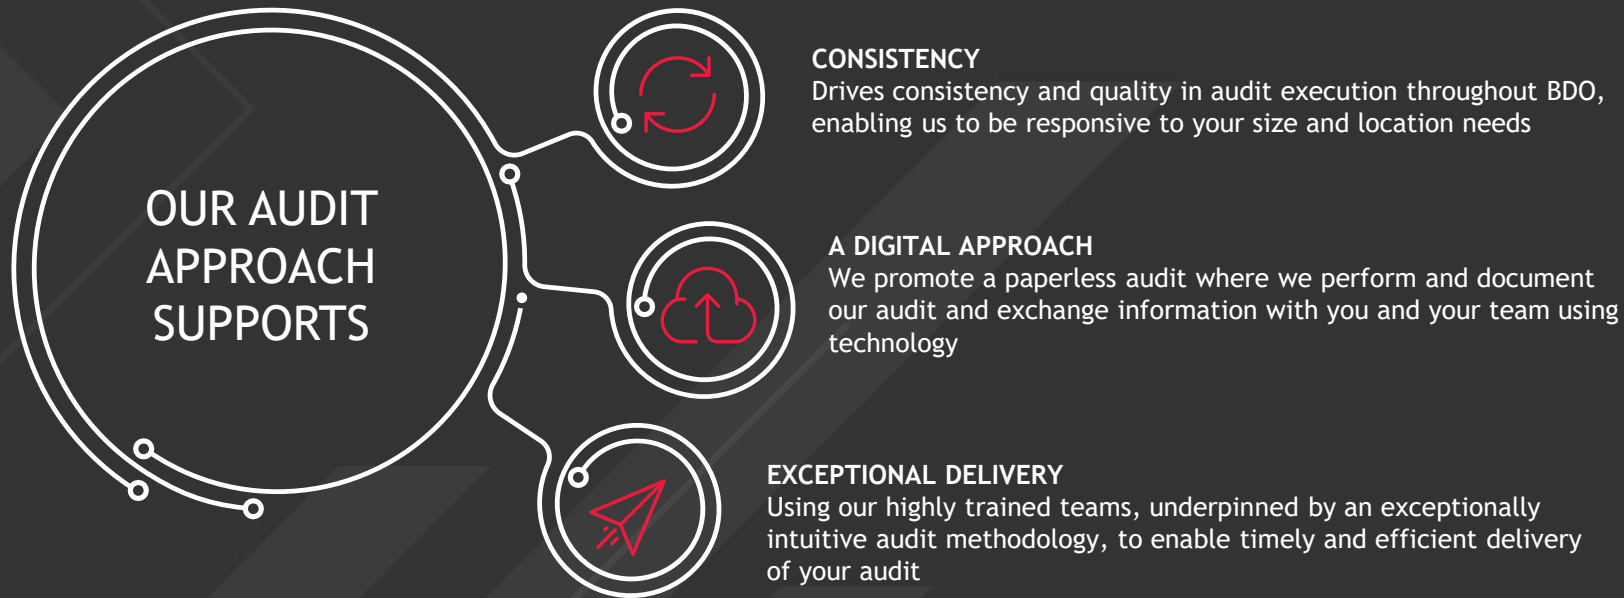 OUR AUDIT
APPROACH
SUPPORTS
CONSISTENCY
Drives consistency and quality in audit execution throughout BDO,
enabling us to be responsive to your size and location needs
A DIGITAL APPROACH
We promote a paperless audit where we perform and document
our audit and exchange information with you and your team using
technology
EXCEPTIONAL DELIVERY
Using our highly trained teams, underpinned by an exceptionally
intuitive audit methodology, to enable timely and efficient delivery
of your audit